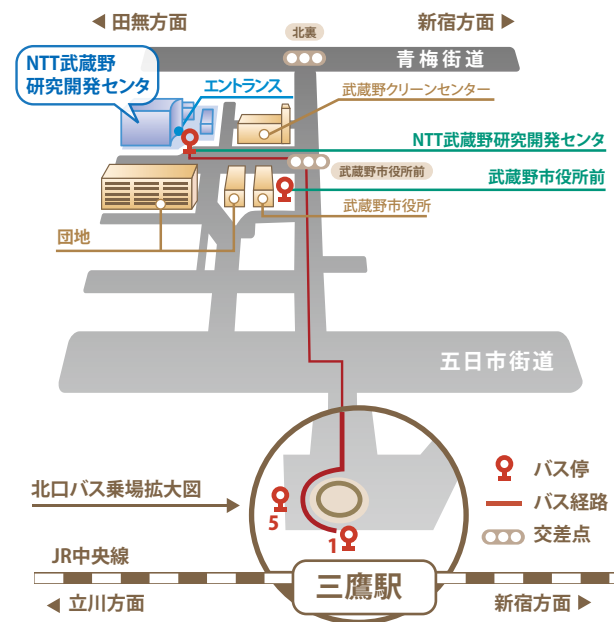 田無方面
新宿方面
北裏
青梅街道
NTT武蔵野
研究開発センタ
エントランス
武蔵野クリーンセンター
NTT武蔵野研究開発センタ
武蔵野市役所前
武蔵野市役所前
武蔵野市役所
団地
五日市街道
北口バス乗場拡大図
5
1
バス停
バス経路
交差点
JR中央線
三鷹駅
立川方面
新宿方面